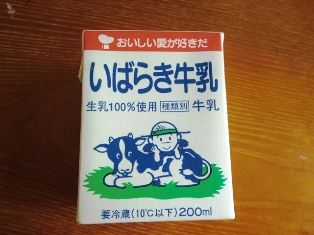 おいしい愛が好きだ
いばらき牛乳
生乳100%使用 種類別 牛乳
要冷蔵(10℃以下)200ml